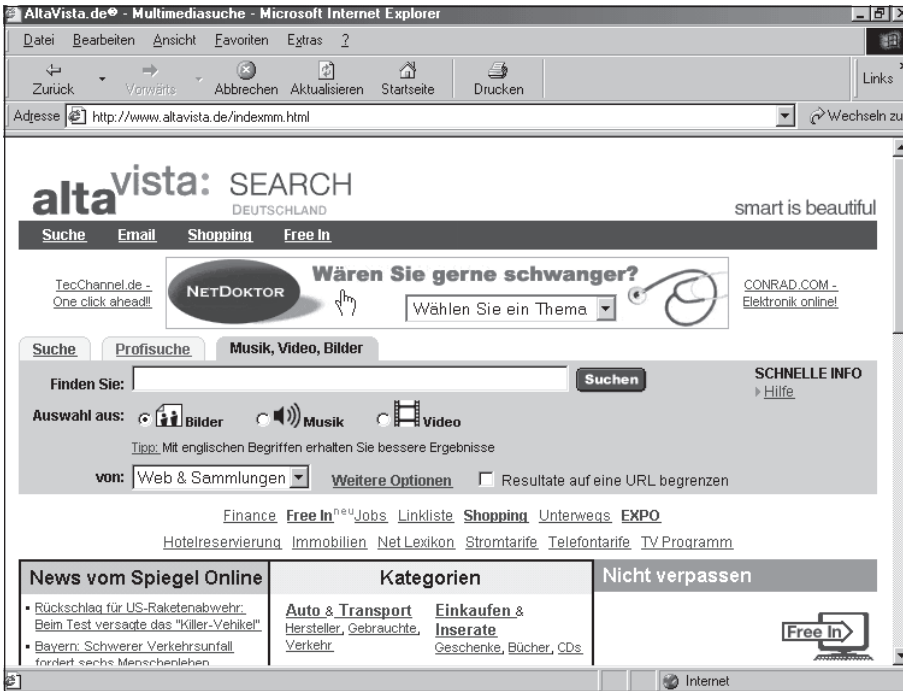 AltaVista.de® - Multimediasuche - Microsoft Internet Explorer
Datei Bearbeiten Ansicht Favoriten Extras ?
Zurück Vorwärts Abbrechen Aktualisieren Startseite Drucken Links
Adresse http://www.altavista.de/indexmm.html Wechseln zu
altavista: SEARCH
DEUTSCHLAND
smart is beautiful
Suche Email Shopping Free In
TecChannel.de -
One click ahead!!
NETDOKTOR
Wären Sie gerne schwanger?
Wählen Sie ein Thema
CONRAD.COM -
Elektronik online!
Suche Profisuche Musik, Video, Bilder
Finden Sie: Suchen
SCHNELLE INFO
Hilfe
Auswahl aus: Bilder Musik Video
Tipp: Mit englischen Begriffen erhalten Sie bessere Ergebnisse
von: Web & Sammlungen Weitere Optionen Resultate auf eine URL begrenzen
Finance Free In neu Jobs Linkliste Shopping Unterwegs EXPO
Hotelreservierung Immobilien Net Lexikon Stromtarife Telefontarife TV Programm
News vom Spiegel Online
Rückschlag für US-Raketenabwehr:
Beim Test versagte das "Killer-Vehikel"
Bayern: Schwerer Verkehrsunfall
fordert sechs Menschenleben
Kategorien
Auto & Transport
Hersteller, Gebrauchte,
Verkehr
Einkaufen &
Inserate
Geschenke, Bücher, CDs
Nicht verpassen
Free In
Internet